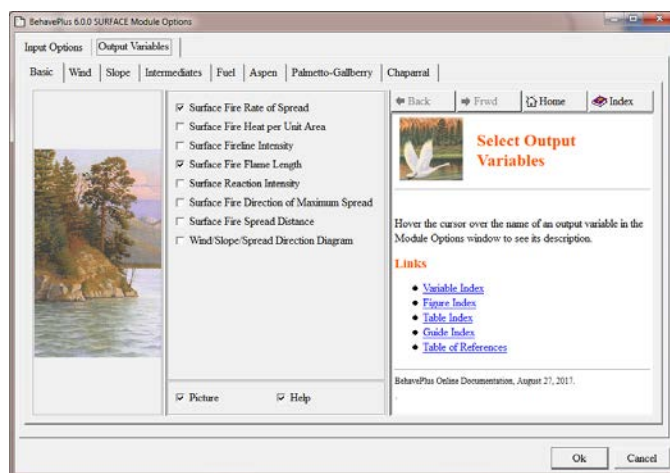 BehavePlus 6.0.0 SURFACE Module Options
Input Options Output Variables
Basic Wind Slope Intermediates Fuel Aspen Palmetto-Gallberry Chaparral
Surface Fire Rate of Spread
Surface Fire Heat per Unit Area
Surface Fireline Intensity
Surface Fire Flame Length
Surface Reaction Intensity
Surface Fire Direction of Maximum Spread
Surface Fire Spread Distance
Wind/Slope/Spread Direction Diagram
Picture Help
Back Frwd Home Index
Select Output
Variables
Hover the cursor over the name of an output variable in the
Module Options window to see its description.
Links
Variable Index
Figure Index
Table Index
Guide Index
Table of References
BehavePlus Online Documentation, August 27, 2017.
Ok Cancel